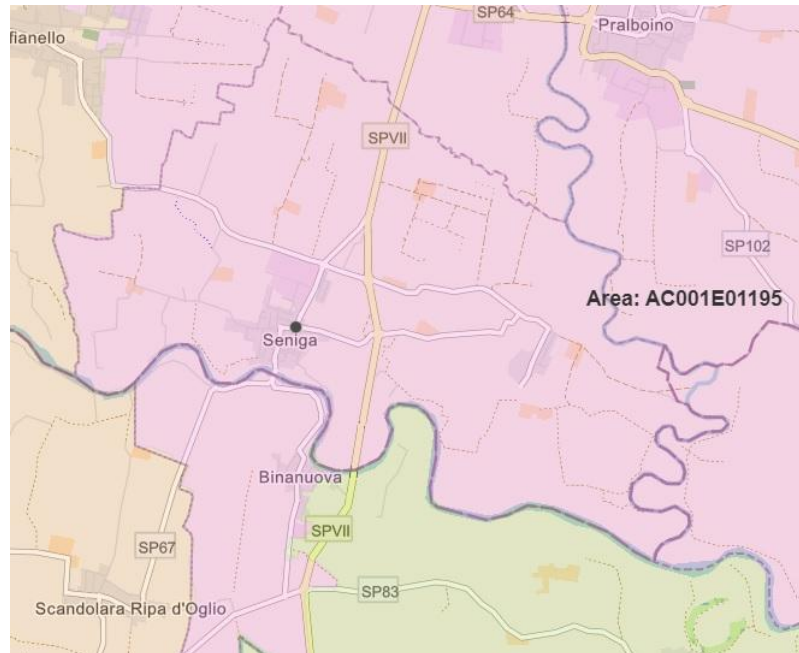 SP64
Pralboino
fianello
SPVII
SP102
Area: AC001E01195
Seniga
Binanuova
SPVII
SP67
SP83
Scandolara Ripa d'Oglio